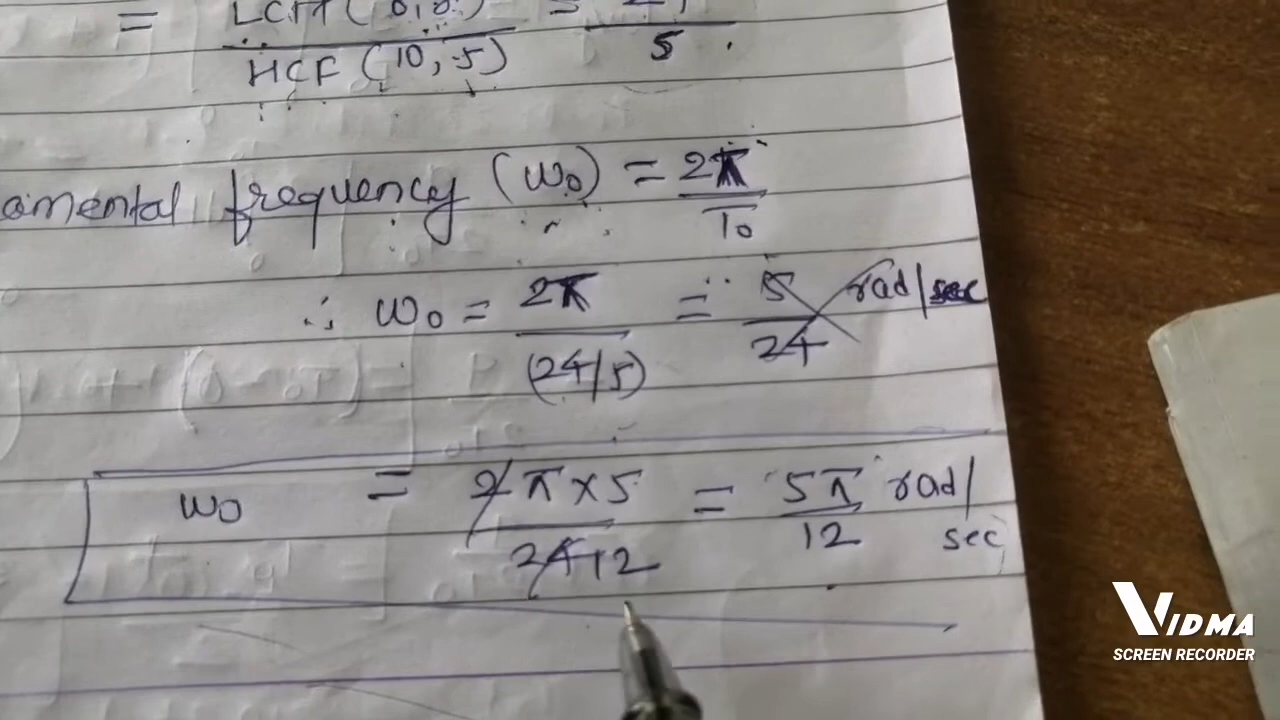 = LCM( ) =
HCF (10, 5) 5
amental frequency (ω₀) = 2π / T₀
∴ ω₀ = 2π / (24/5) = 5 / 24 rad/sec
ω₀ = 2π×5 / 24 12 = 5π / 12 rad/
sec
VIDMA
SCREEN RECORDER